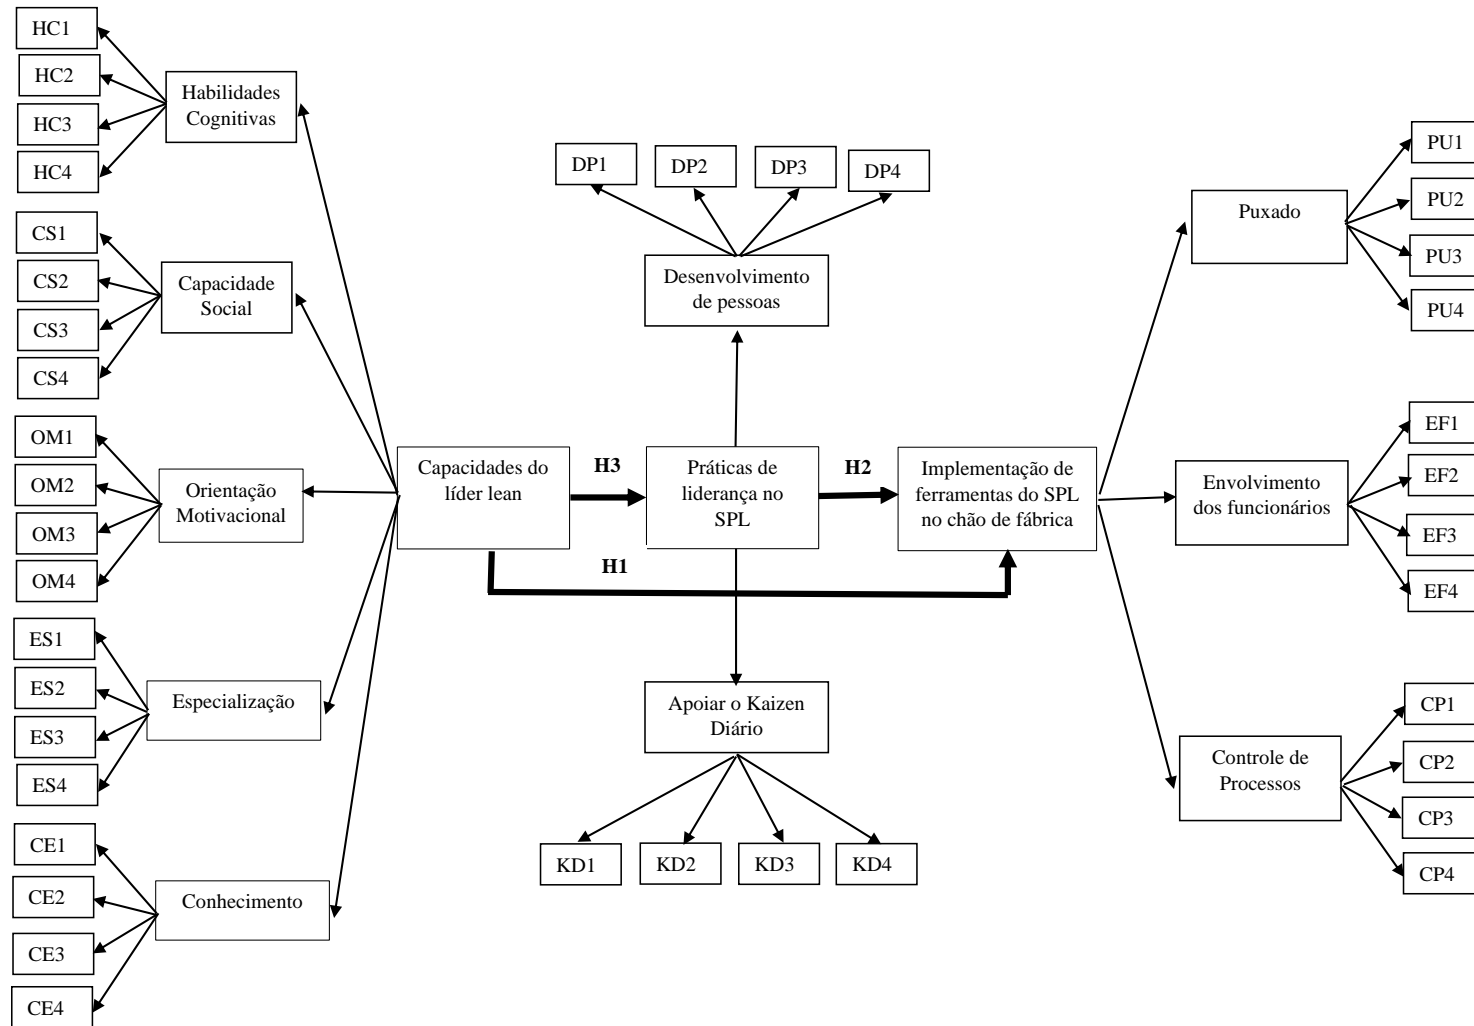 HC1
HC2
HC3
HC4
Habilidades
Cognitivas
CS1
CS2
CS3
CS4
Capacidade
Social
OM1
OM2
OM3
OM4
Orientação
Motivacional
ES1
ES2
ES3
ES4
Especialização
CE1
CE2
CE3
CE4
Conhecimento
Capacidades do
líder lean
H3
H1
DP1
DP2
DP3
DP4
Desenvolvimento
de pessoas
Práticas de
liderança no
SPL
H2
Apoiar o Kaizen
Diário
KD1
KD2
KD3
KD4
Implementação de
ferramentas do SPL
no chão de fábrica
Puxado
PU1
PU2
PU3
PU4
Envolvimento
dos funcionários
EF1
EF2
EF3
EF4
Controle de
Processos
CP1
CP2
CP3
CP4